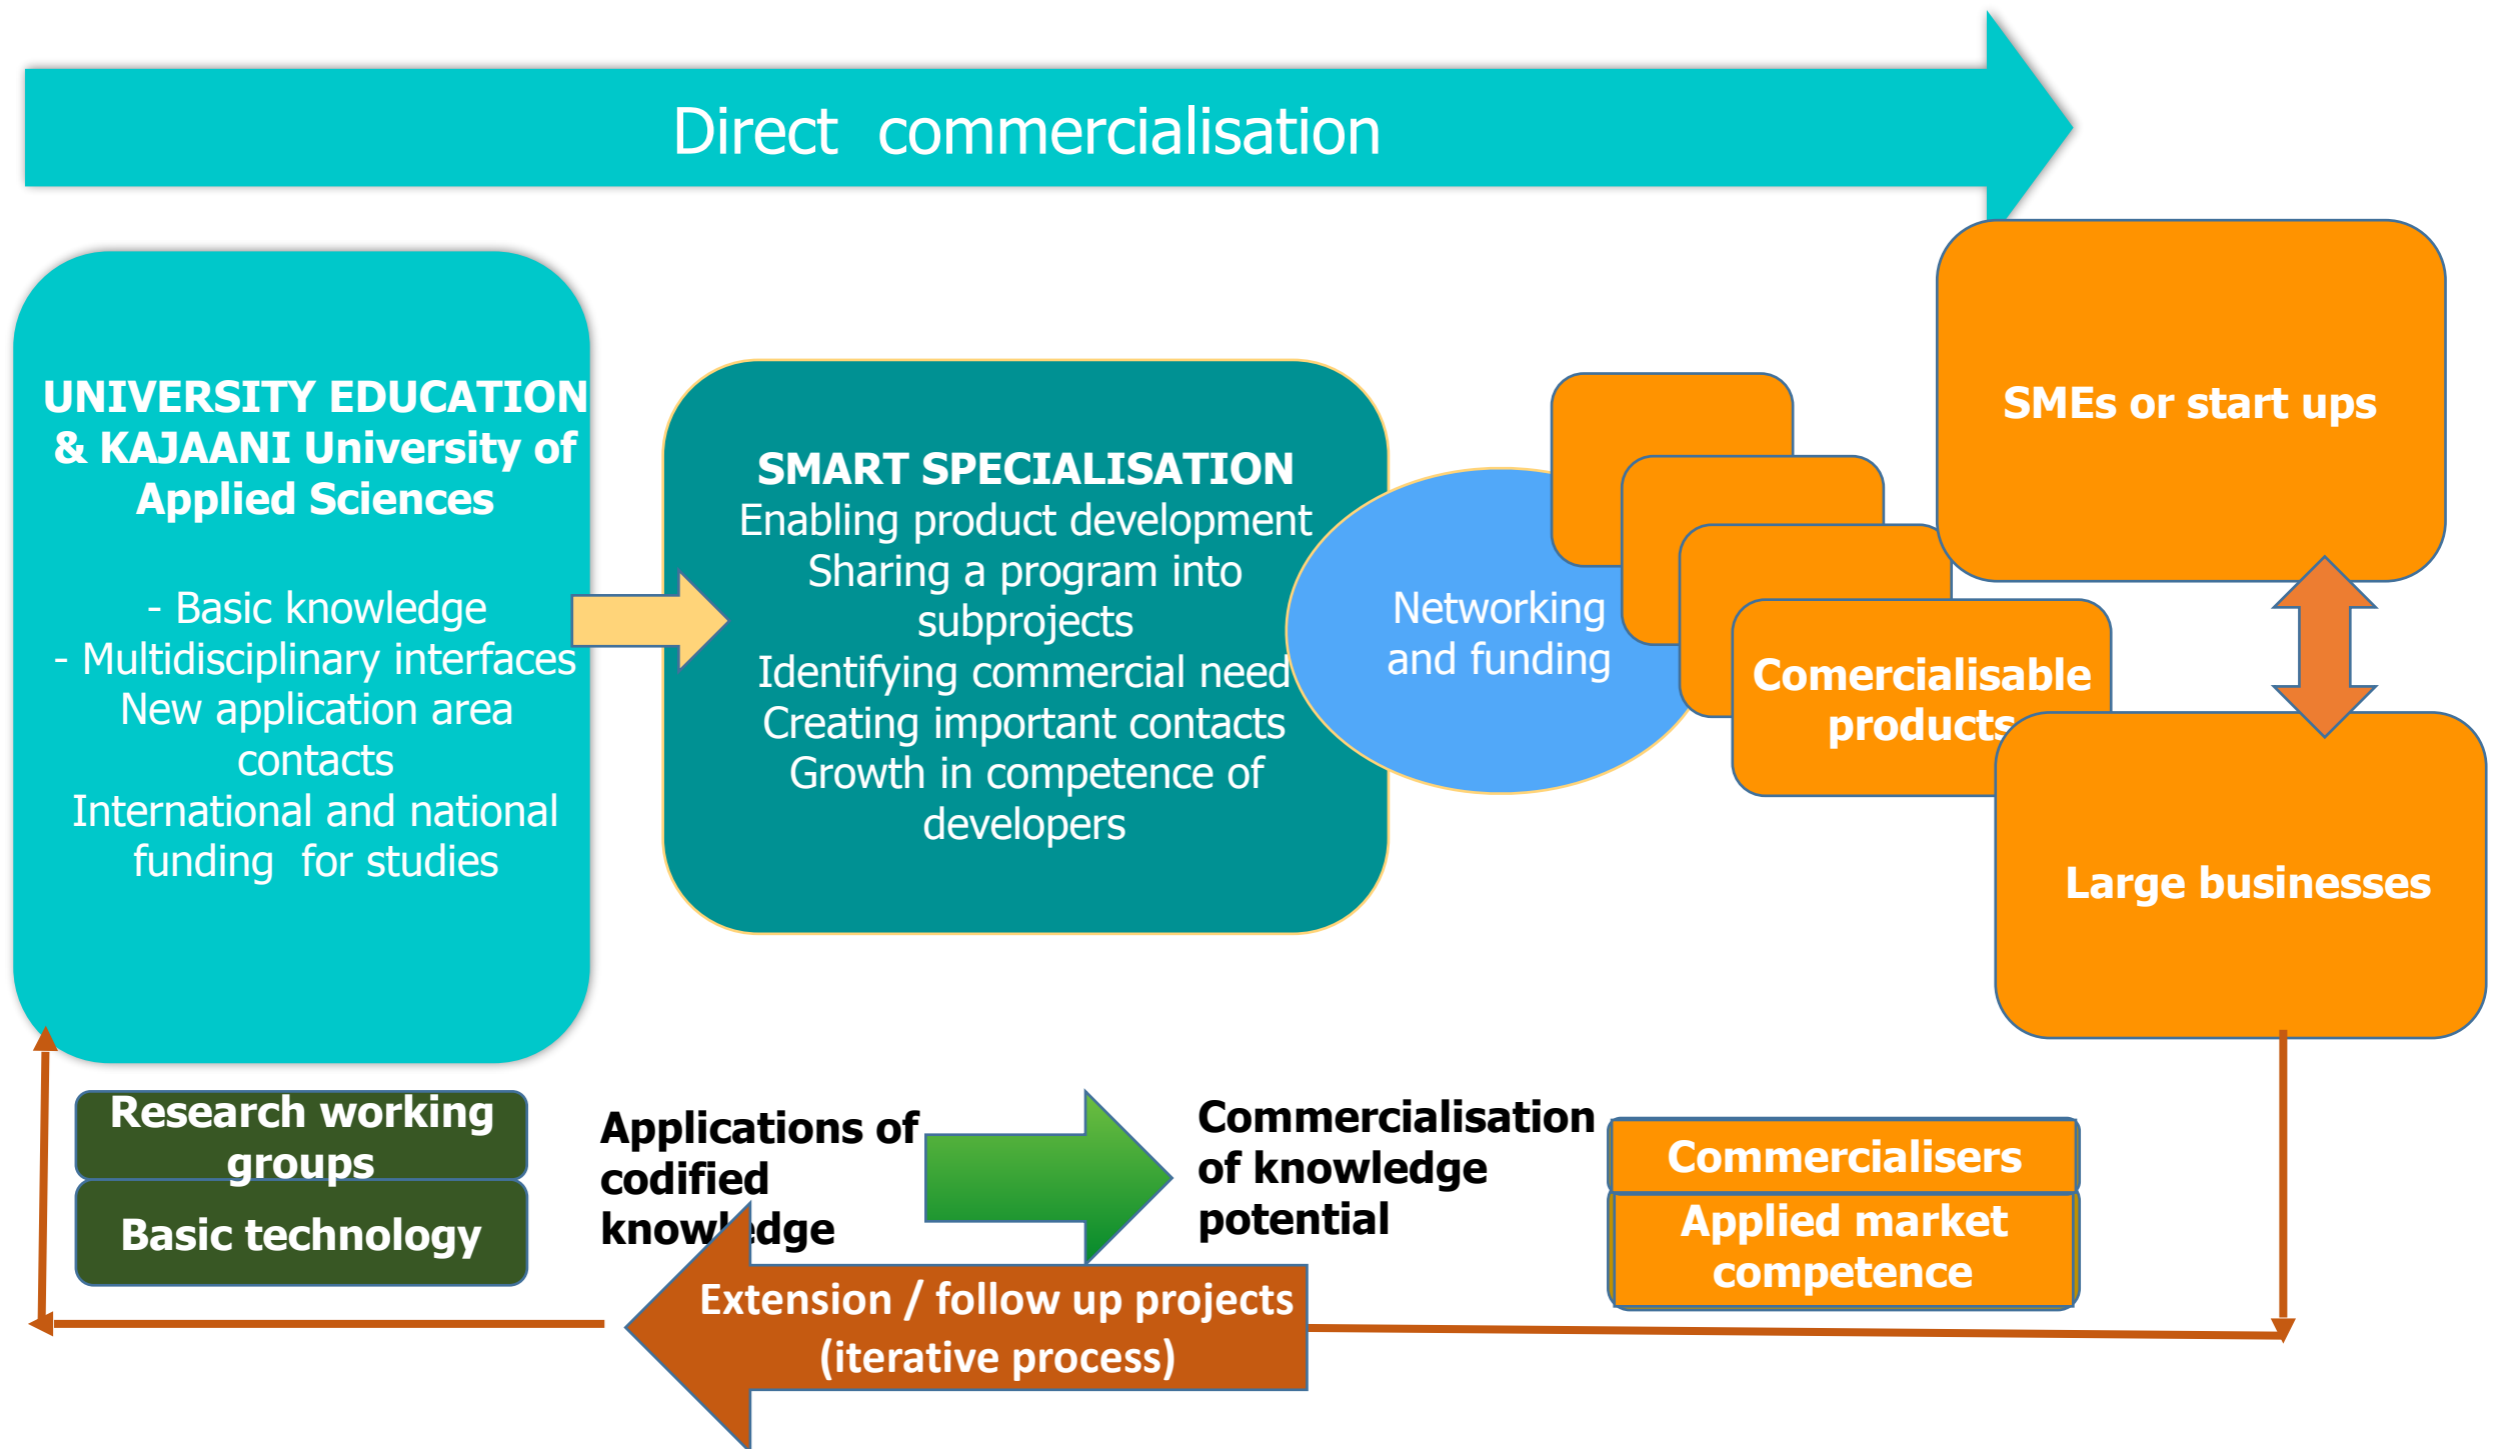 Direct commercialisation
UNIVERSITY EDUCATION
& KAJAANI University of
Applied Sciences
- Basic knowledge
- Multidisciplinary interfaces
New application area
contacts
International and national
funding for studies
SMART SPECIALISATION
Enabling product development
Sharing a program into
subprojects
Identifying commercial need
Creating important contacts
Growth in competence of
developers
Networking
and funding
Comercialisable
products
SMEs or start ups
Large businesses
Research working
groups
Basic technology
Applications of
codified
knowledge
Commercialisation
of knowledge
potential
Commercialisers
Applied market
competence
Extension / follow up projects
(iterative process)